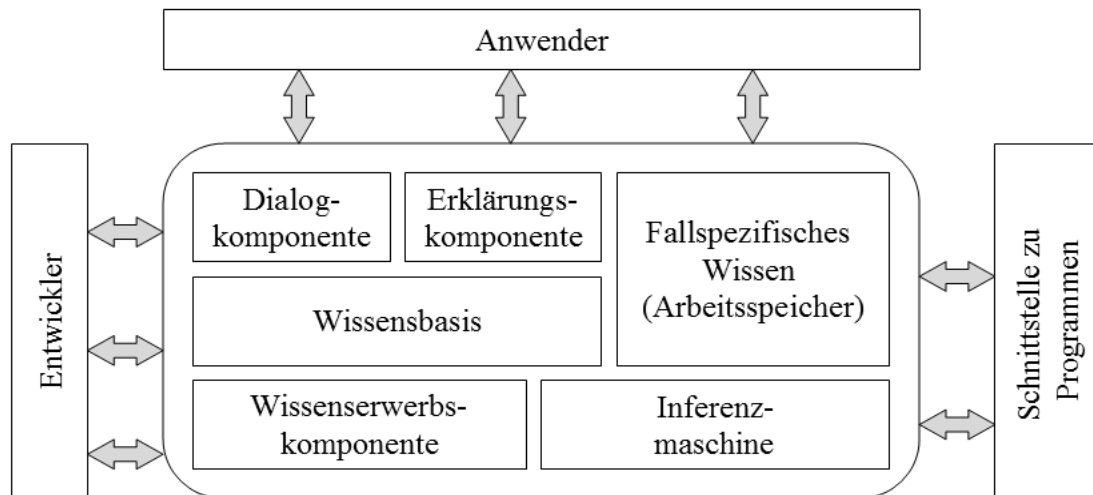 Anwender
Entwickler
Dialog-
komponente
Erklärungs-
komponente
Fallspezifisches
Wissen
(Arbeitsspeicher)
Wissensbasis
Wissenserwerbs-
komponente
Inferenz-
maschine
Schnittstelle zu
Programmen